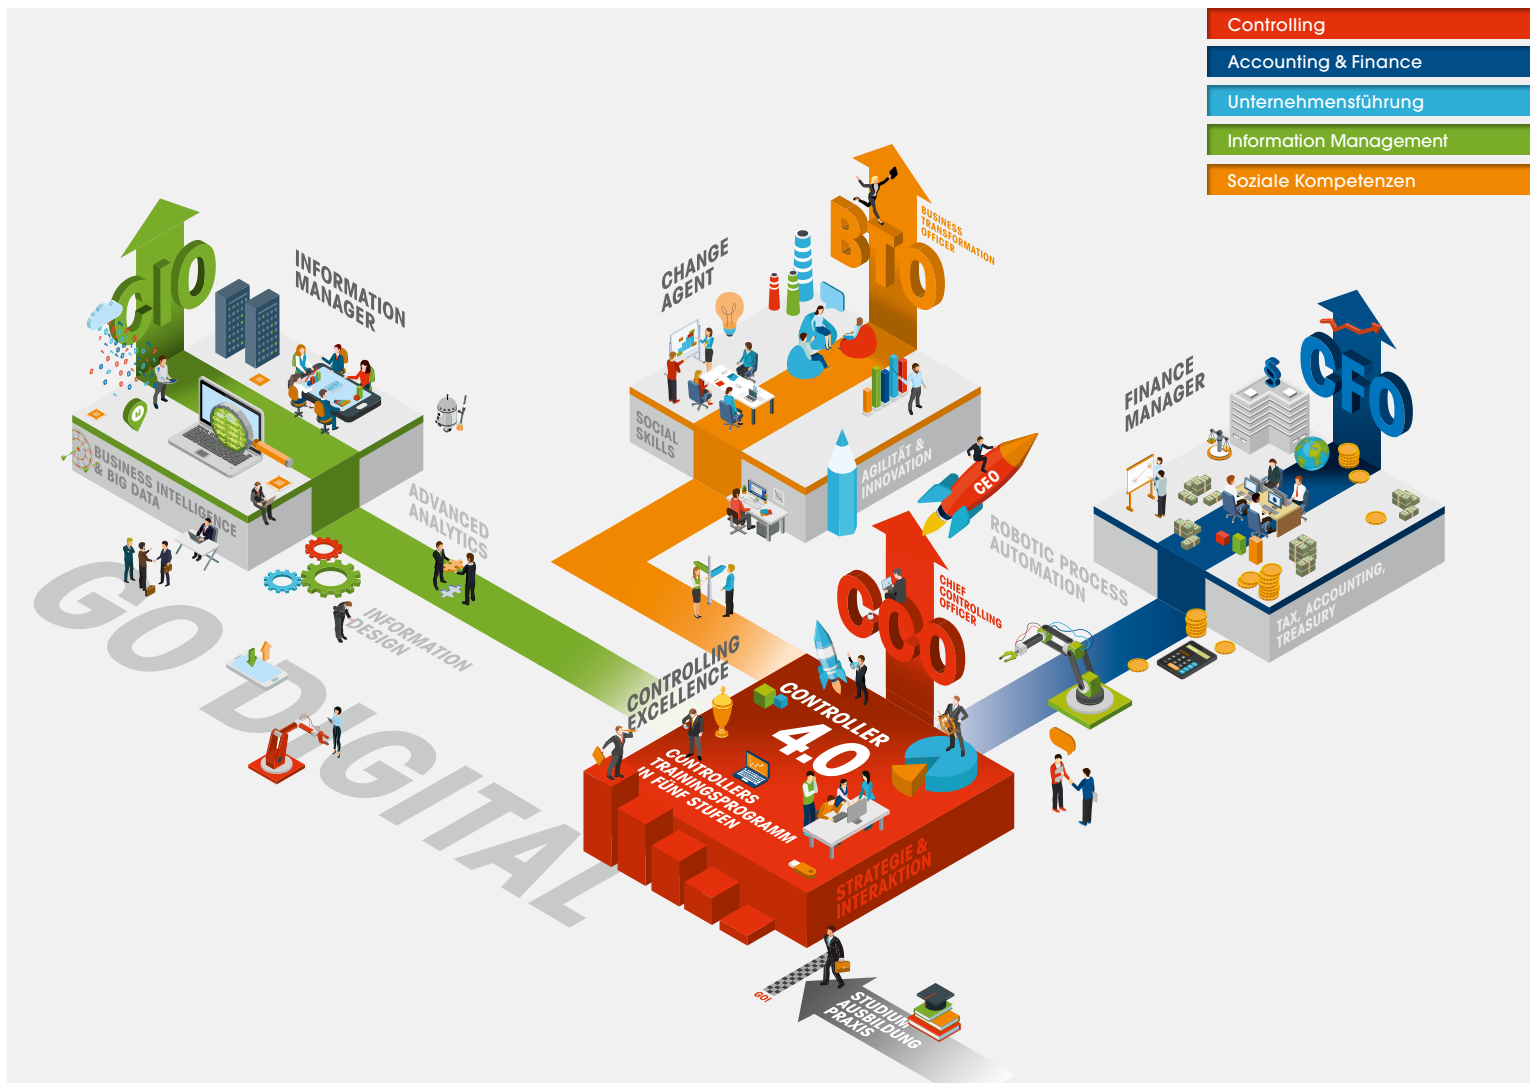 Controlling
Accounting & Finance
Unternehmensführung
Information Management
Soziale Kompetenzen
CIO
INFORMATION
MANAGER
BUSINESS INTELLIGENCE
& BIG DATA
ADVANCED
ANALYTICS
INFORMATION
DESIGN
GO DIGITAL
CHANGE
AGENT
BTO
BUSINESS
TRANSFORMATION
OFFICER
SOCIAL
SKILLS
AGILITÄT &
INNOVATION
CEO
ROBOTIC PROCESS
AUTOMATION
FINANCE
MANAGER
§
CFO
TAX, ACCOUNTING,
TREASURY
CCO
CHIEF
CONTROLLING
OFFICER
CONTROLLING
EXCELLENCE
CONTROLLER
4.0
CONTROLLERS
TRAININGSPROGRAMM
IN FÜNF STUFEN
STRATEGIE &
INTERAKTION
GO!
STUDIUM
AUSBILDUNG
PRAXIS